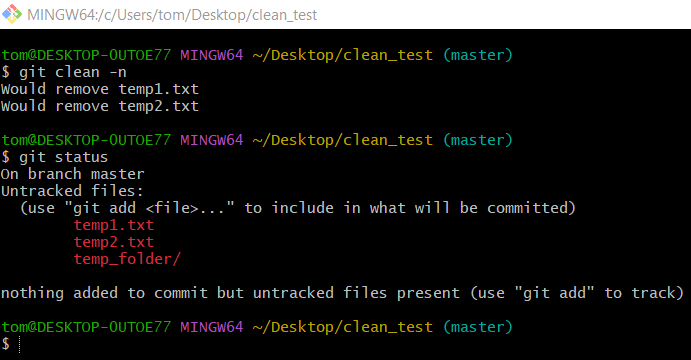 MINGW64:/c/Users/tom/Desktop/clean_test
tom@DESKTOP-OUTOE77 MINGW64 ~/Desktop/clean_test (master)
$ git clean -n
Would remove temp1.txt
Would remove temp2.txt
tom@DESKTOP-OUTOE77 MINGW64 ~/Desktop/clean_test (master)
$ git status
On branch master
Untracked files:
  (use "git add <file>..." to include in what will be committed)
        temp1.txt
        temp2.txt
        temp_folder/
nothing added to commit but untracked files present (use "git add" to track)
tom@DESKTOP-OUTOE77 MINGW64 ~/Desktop/clean_test (master)
$